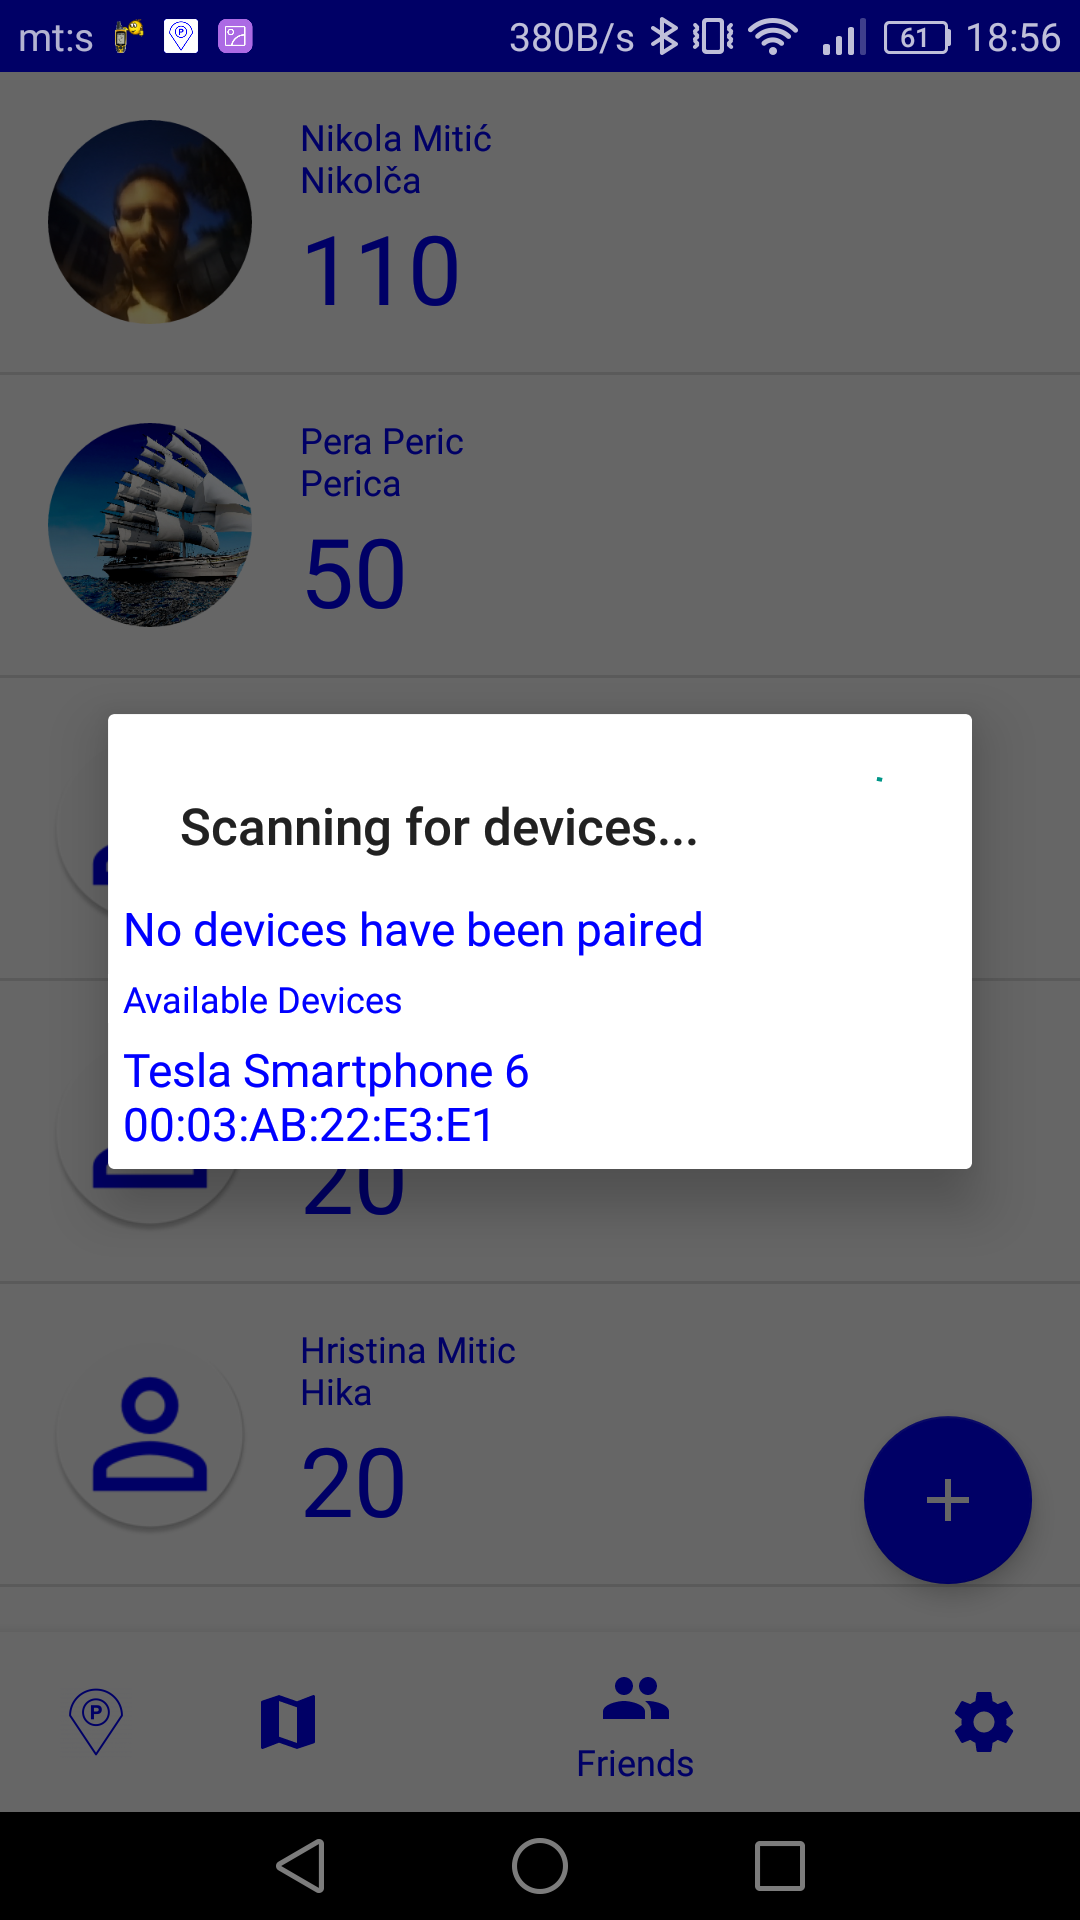 mt:s 380B/s 61 18:56
Nikola Mitić
Nikolča
110
Pera Peric
Perica
50
Scanning for devices...
No devices have been paired
Available Devices
Tesla Smartphone 6
00:03:AB:22:E3:E1
20
Hristina Mitic
Hika
20
P
Friends